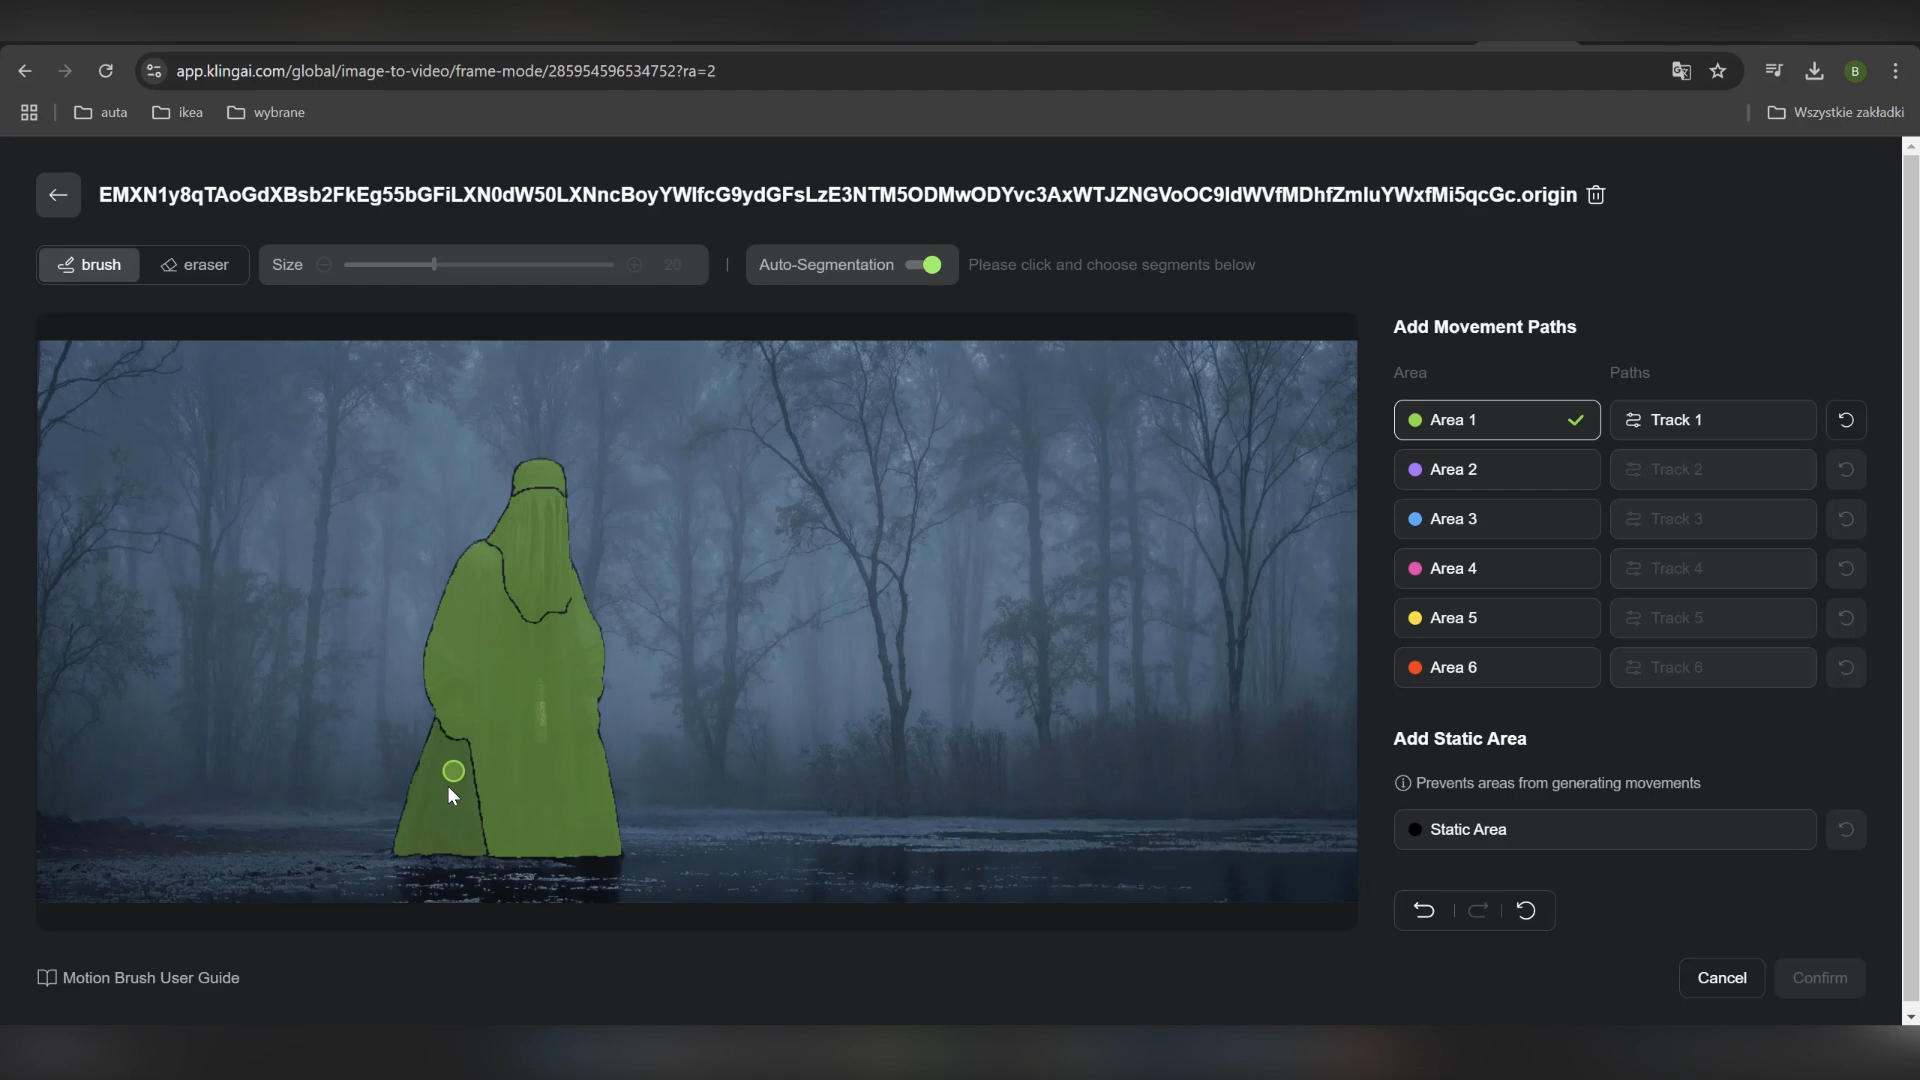 app.klingai.com/global/image-to-video/frame-mode/285954596534752?ra=2
B
auta
ikea
wybrane
Wszystkie zakładki
EMXN1y8qTAoGdXBsb2FkEg55bGFiLXN0dW50LXNncBoyYWIfcG9ydGFsLzE3NTM5ODMwODYvc3AxWTJZNGVoOC9IdWVfMDhfZmluYWxfMi5qcGc.origin
brush
eraser
Size
20
Auto-Segmentation
Please click and choose segments below
Add Movement Paths
Area
Paths
Area 1
Track 1
Area 2
Track 2
Area 3
Track 3
Area 4
Track 4
Area 5
Track 5
Area 6
Track 6
Add Static Area
Prevents areas from generating movements
Static Area
Motion Brush User Guide
Cancel
Confirm